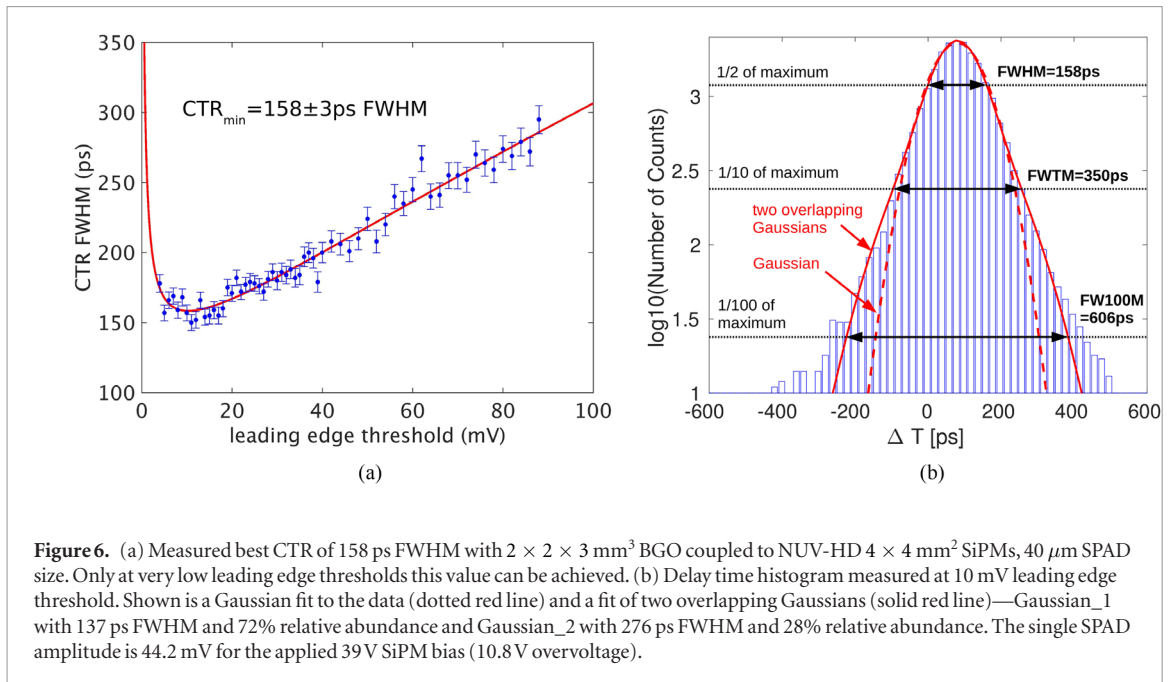 350
300
250
200
150
100
CTR FWHM (ps)
CTRmin=158±3ps FWHM
0 20 40 60 80 100
leading edge threshold (mV)
(a)
3
2.5
2
1.5
1
log10(Number of Counts)
1/2 of maximum
FWHM=158ps
1/10 of maximum
FWTM=350ps
two overlapping
Gaussians
Gaussian
1/100 of
maximum
FW100M
=606ps
-600 -400 -200 0 200 400 600
Δ T [ps]
(b)
Figure 6. (a) Measured best CTR of 158 ps FWHM with 2 × 2 × 3 mm³ BGO coupled to NUV-HD 4 × 4 mm² SiPMs, 40 μm SPAD
size. Only at very low leading edge thresholds this value can be achieved. (b) Delay time histogram measured at 10 mV leading edge
threshold. Shown is a Gaussian fit to the data (dotted red line) and a fit of two overlapping Gaussians (solid red line)—Gaussian_1
with 137 ps FWHM and 72% relative abundance and Gaussian_2 with 276 ps FWHM and 28% relative abundance. The single SPAD
amplitude is 44.2 mV for the applied 39 V SiPM bias (10.8 V overvoltage).